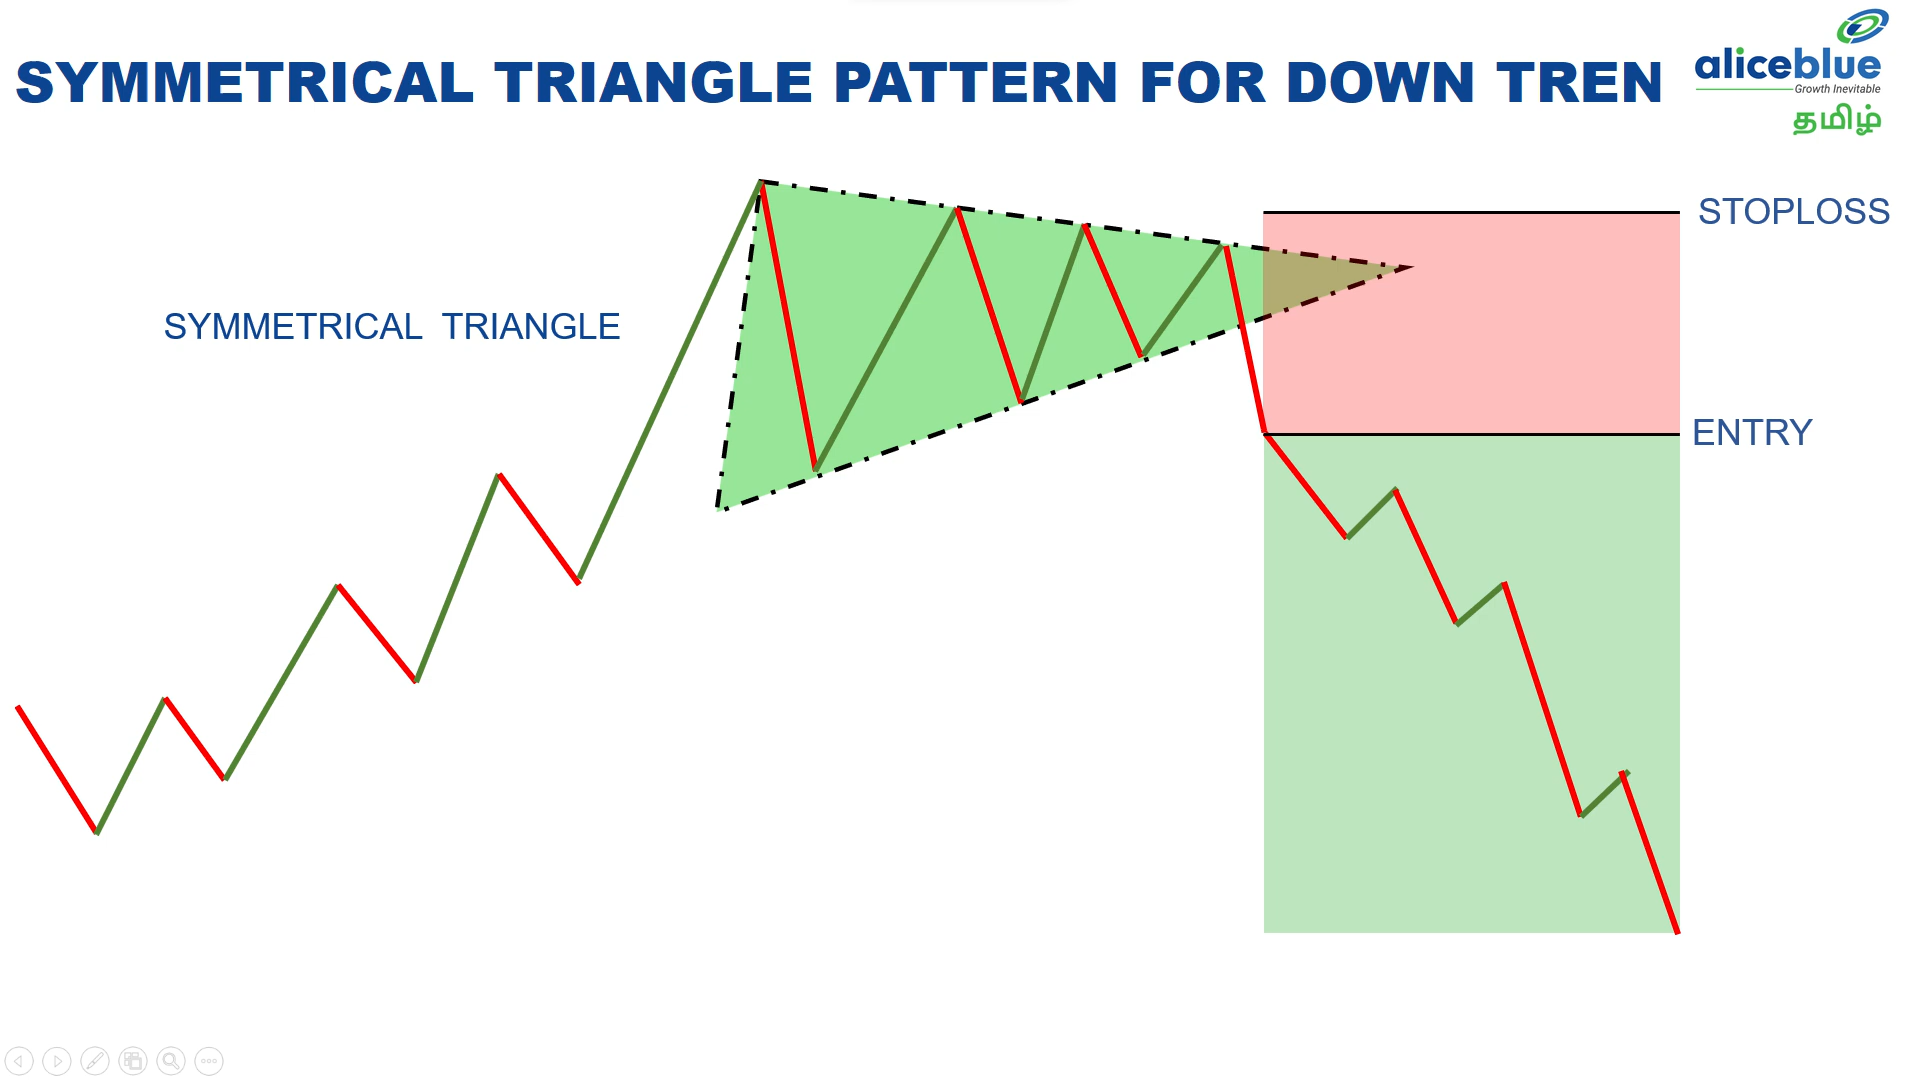 SYMMETRICAL TRIANGLE PATTERN FOR DOWN TREN
aliceblue
Growth Inevitable
தமிழ்
STOPLOSS
SYMMETRICAL TRIANGLE
ENTRY